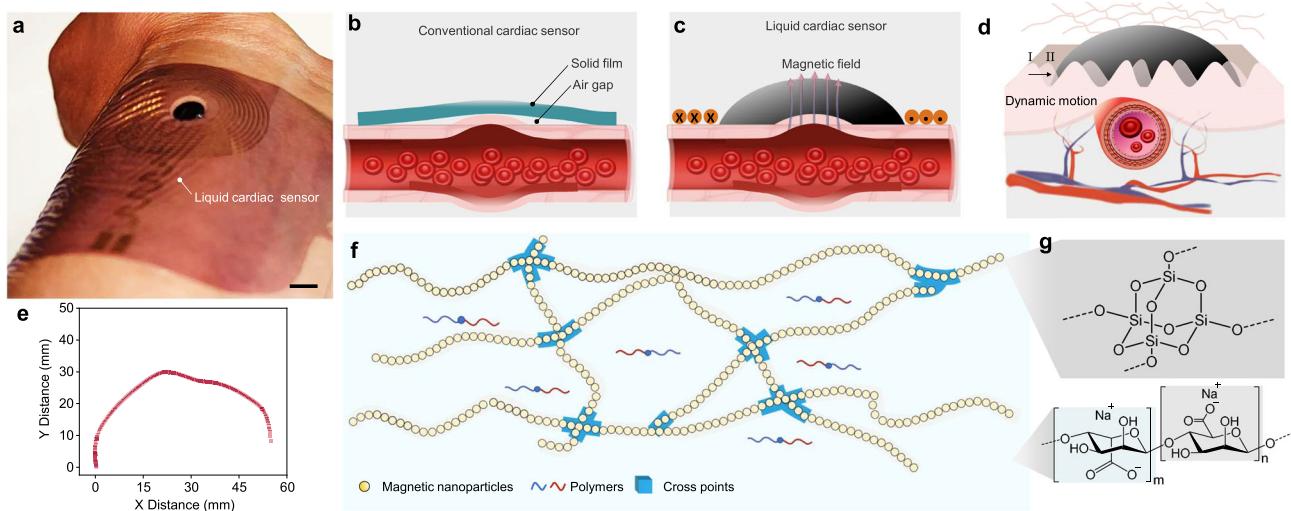 a
Liquid cardiac sensor
b
Conventional cardiac sensor
Solid film
Air gap
c
Liquid cardiac sensor
Magnetic field
X X X
d
I II
Dynamic motion
e
50
40
30
20
10
0
Y Distance (mm)
0 15 30 45 60
X Distance (mm)
f
Magnetic nanoparticles
Polymers
Cross points
g
O
Si
O O
O
O Si Si O
O Si O
O
Na+
OH
O
O
HO
O
O−
m
Na+
O−
O
OH
O
HO
O
n